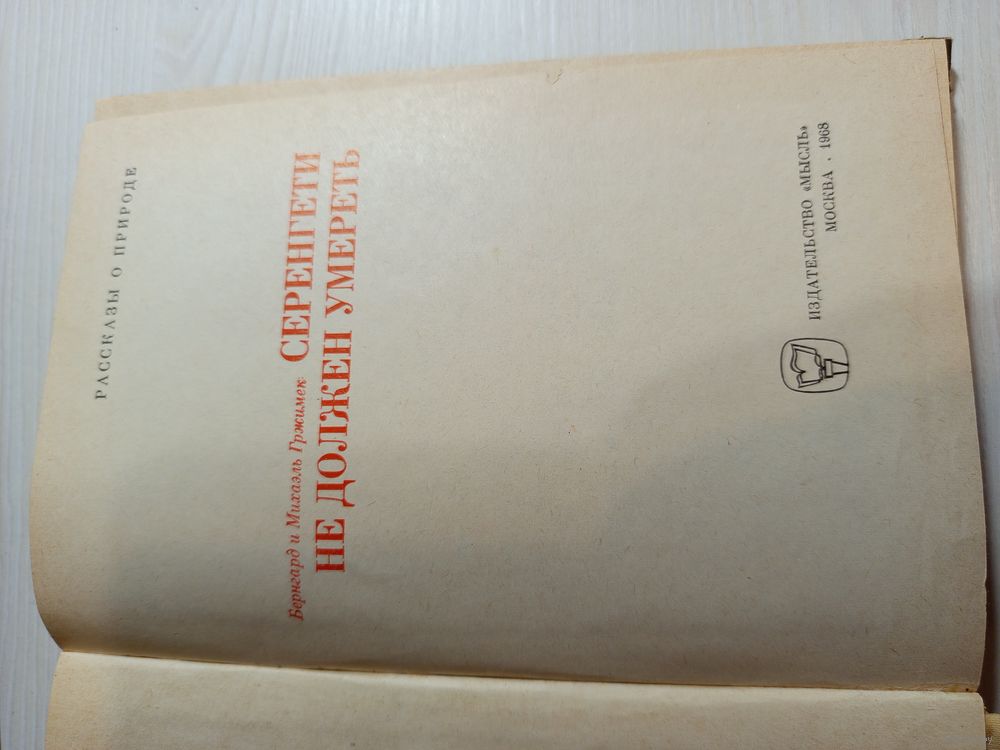 РАССКАЗЫ О ПРИРОДЕ
Бернгард и Михаэль Гржимек: СЕРЕНГЕТИ
НЕ ДОЛЖЕН УМЕРЕТЬ
ИЗДАТЕЛЬСТВО «МЫСЛЬ»
МОСКВА . 1968